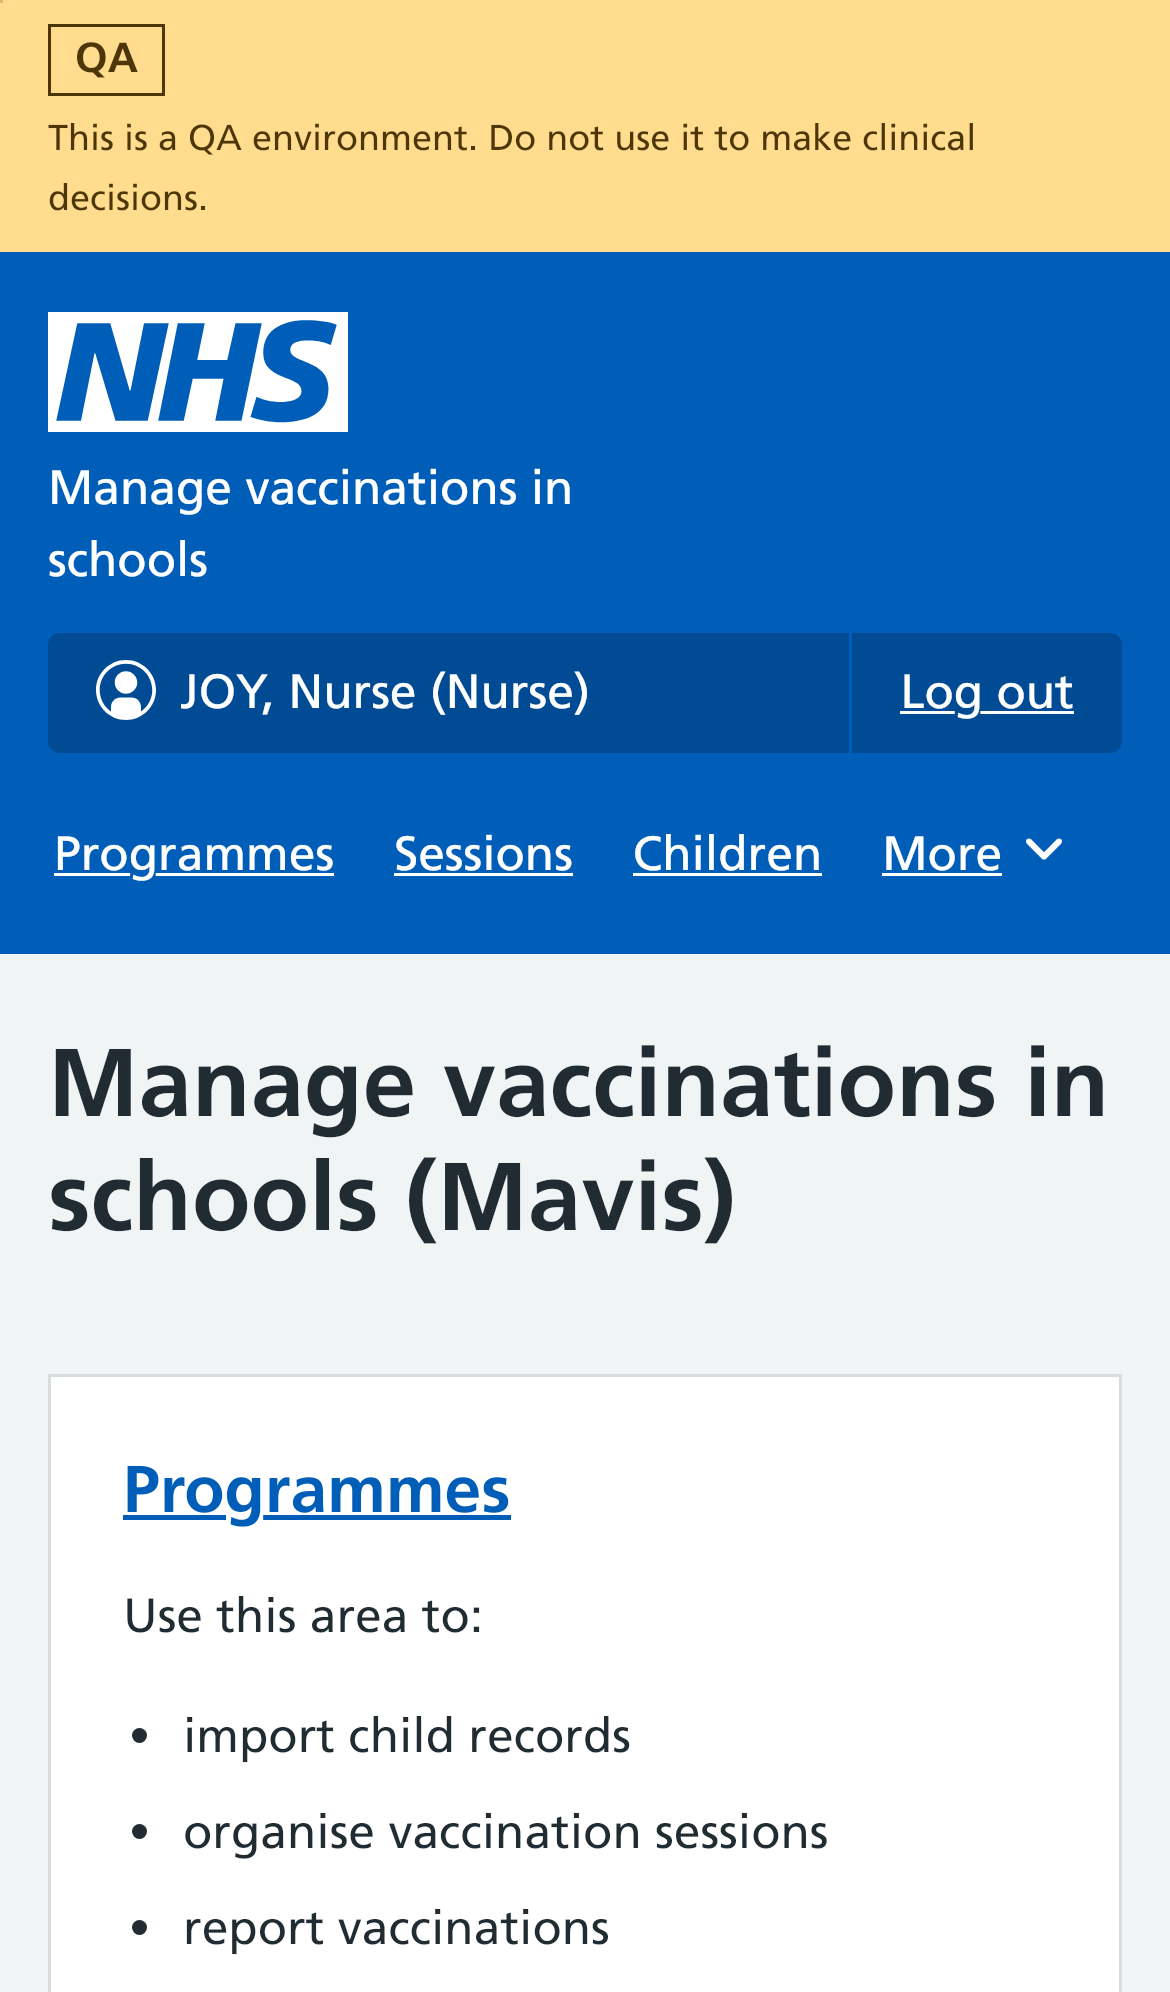 QA
This is a QA environment. Do not use it to make clinical
decisions.
NHS
Manage vaccinations in
schools
JOY, Nurse (Nurse)
Log out
Programmes Sessions Children More
Manage vaccinations in
schools (Mavis)
Programmes
Use this area to:
• import child records
• organise vaccination sessions
• report vaccinations